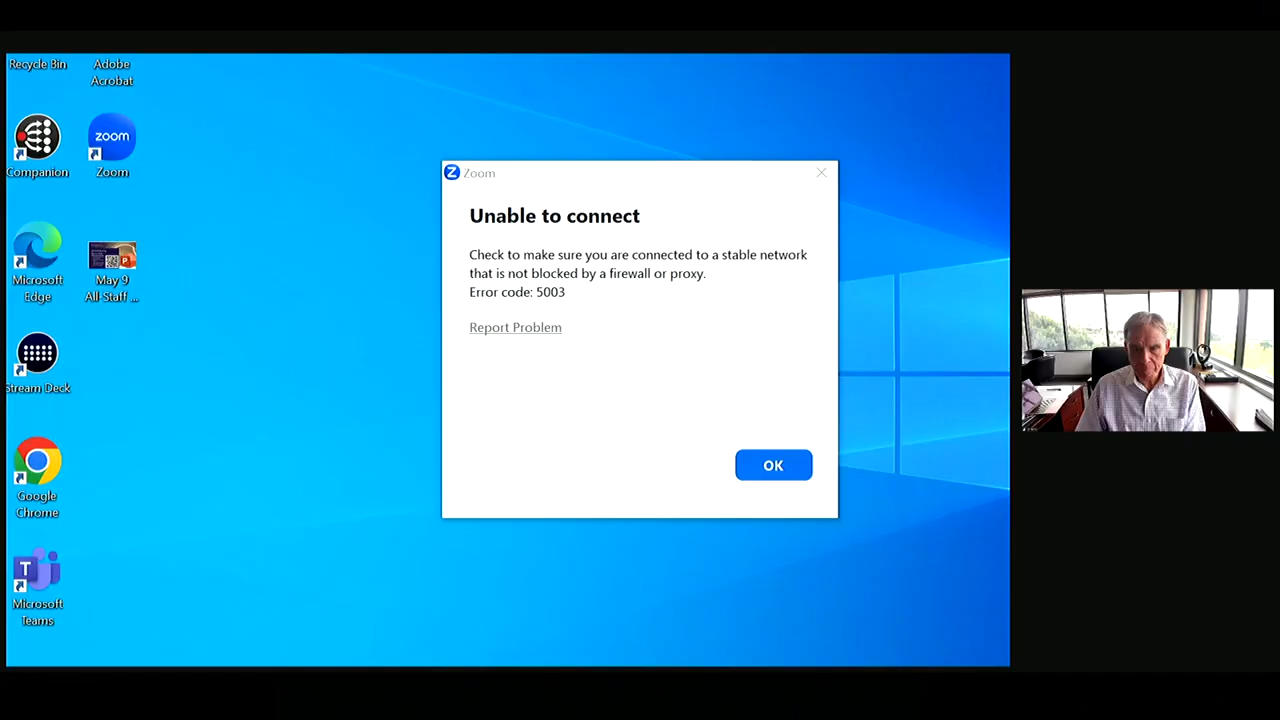 Recycle Bin
Adobe
Acrobat
Companion
zoom
Zoom
Microsoft
Edge
May 9
All-Staff ...
Stream Deck
Google
Chrome
T
Microsoft
Teams
Z Zoom
Unable to connect
Check to make sure you are connected to a stable network
that is not blocked by a firewall or proxy.
Error code: 5003
Report Problem
OK